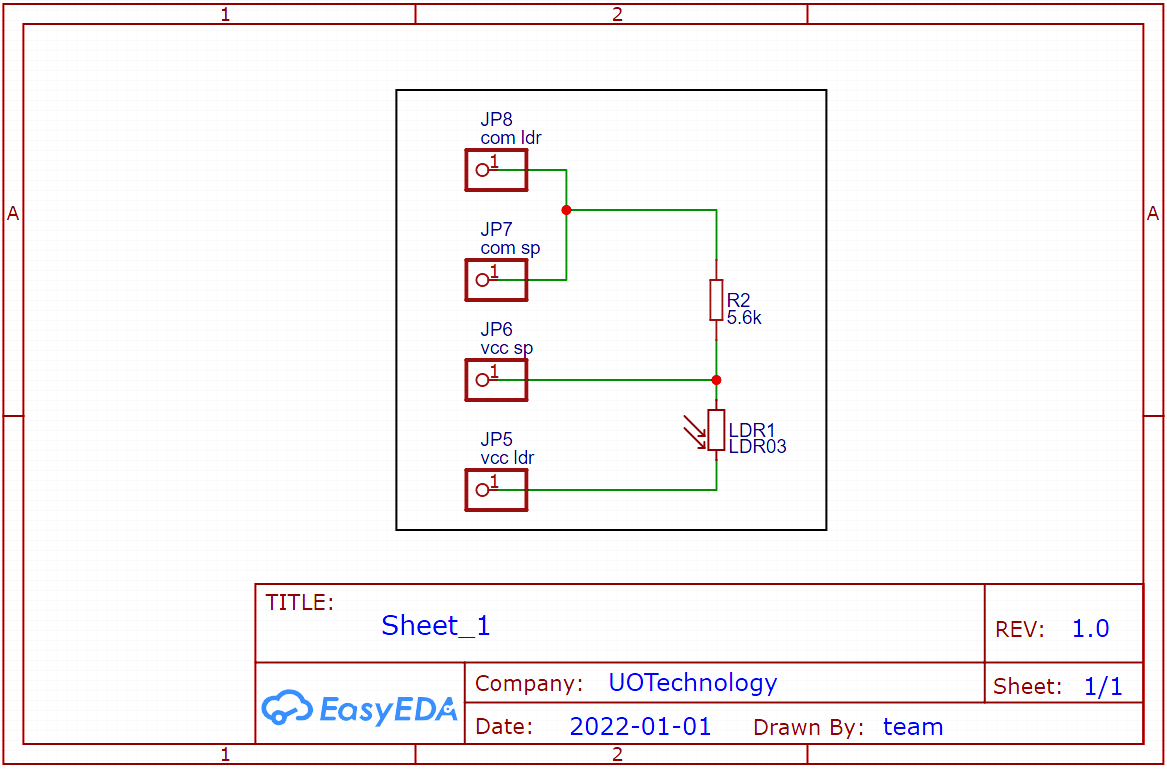 1 2
JP8
com ldr
1
A A
JP7
com sp
1
R2
5.6k
JP6
vcc sp
1
JP5
vcc ldr
1
LDR1
LDR03
TITLE:
Sheet_1
REV: 1.0
EasyEDA
Company: UOTechnology
Sheet: 1/1
Date: 2022-01-01 Drawn By: team
1 2